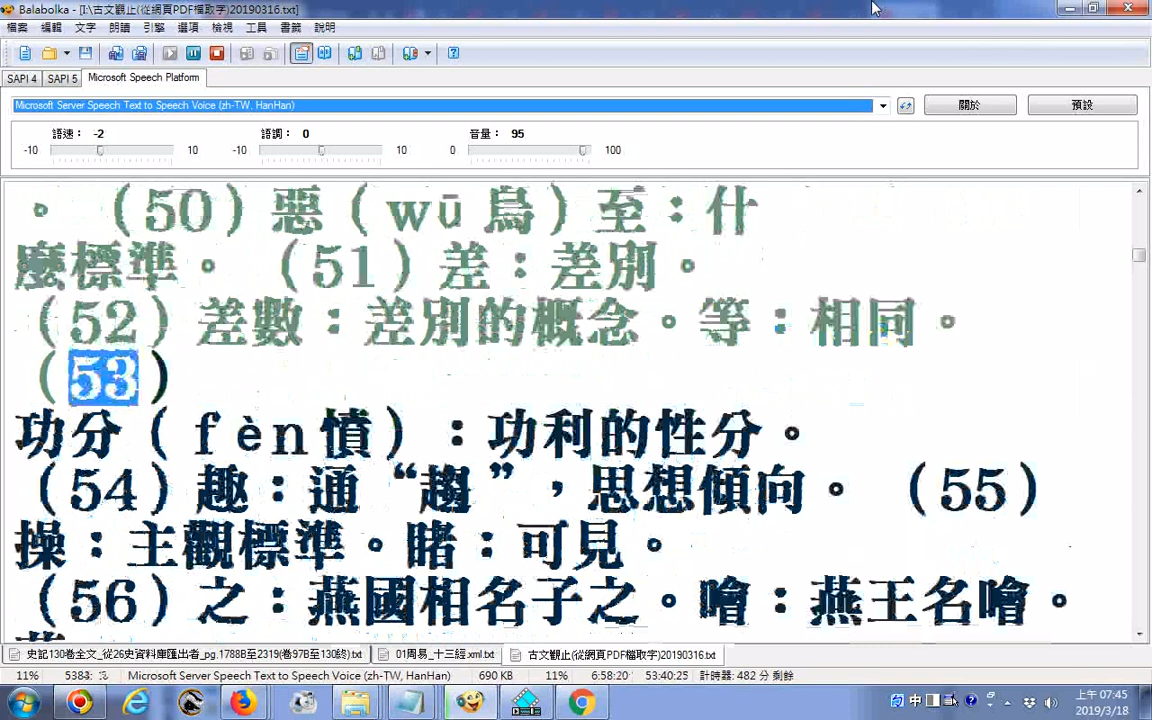 Balabolka - [I:\古文觀止(從網頁PDF檔取字)20190316.txt]
檔案 編輯 文字 朗讀 引擎 選項 檢視 工具 書籤 說明
SAPI 4 SAPI 5 Microsoft Speech Platform
Microsoft Server Speech Text to Speech Voice (zh-TW, HanHan)
關於 預設
語速： -2 語調： 0 音量： 95
-10 10 -10 10 0 100
。（50）惡（wū 烏）至：什
麼標準。（51）差：差別。
（52）差數：差別的概念。等：相同。
（53）
功分（fèn 憤）：功利的性分。
（54）趣：通“趨”，思想傾向。（55）
操：主觀標準。睹：可見。
（56）之：燕國相名子之。噲：燕王名噲。
史記130卷全文_從26史資料庫匯出者_pg.1788B至2319(卷97B至130終).txt 01周易_十三經.xml.txt 古文觀止(從網頁PDF檔取字)20190316.txt
11% Microsoft Server Speech Text to Speech Voice (zh-TW, HanHan) 690 KB 11% 6:58:20 53:40:25 計時器: 482 分 剩餘
中
上午 07:45
2019/3/18